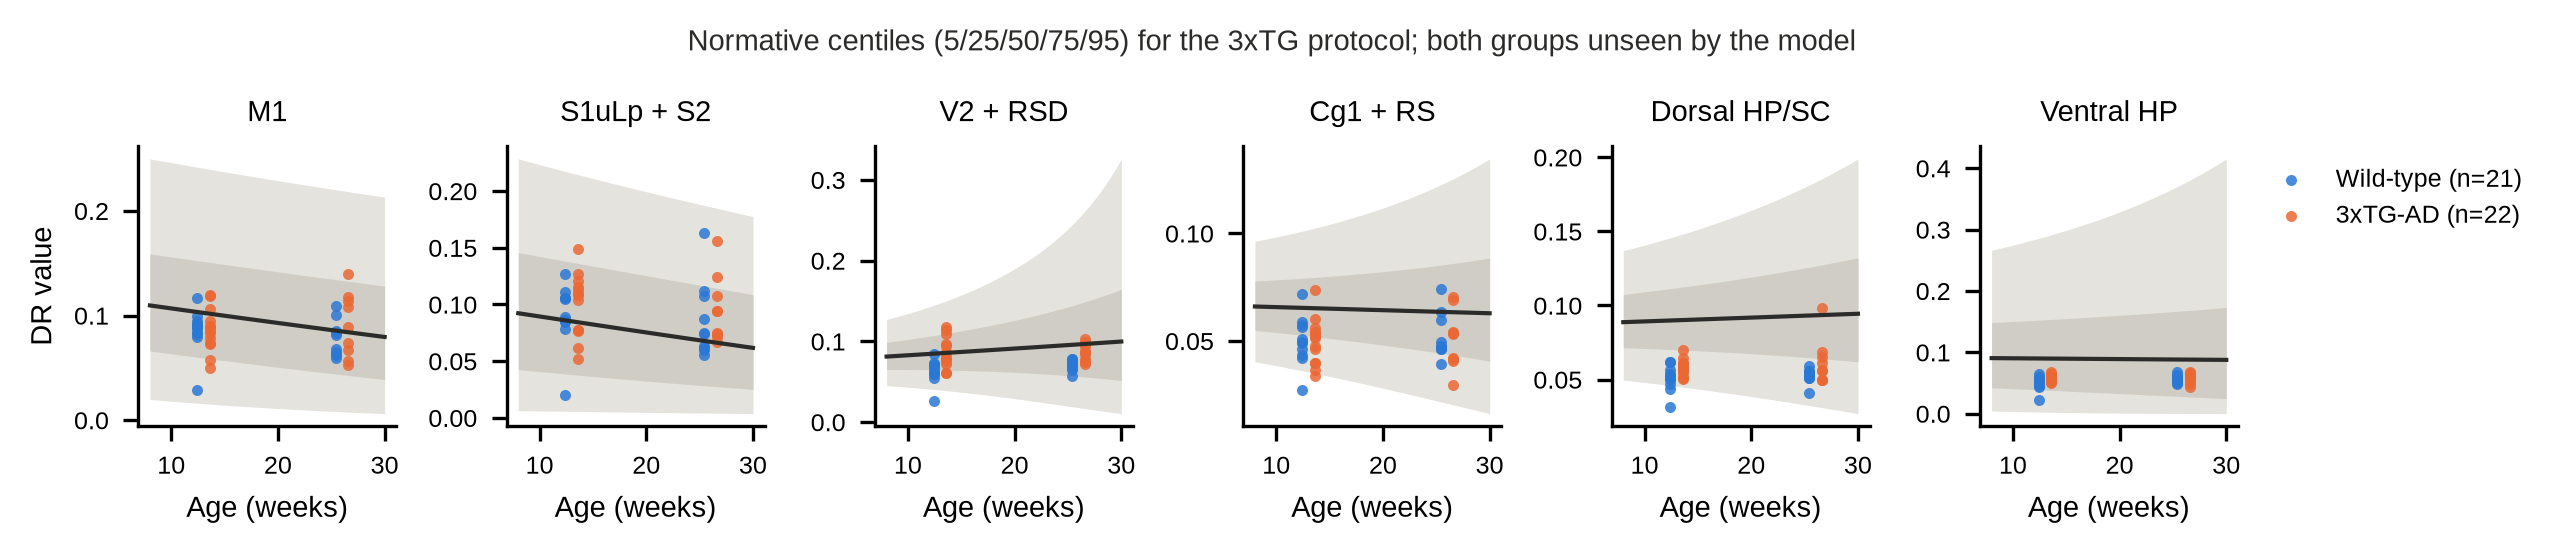 Normative centiles (5/25/50/75/95) for the 3xTG protocol; both groups unseen by the model
M1
S1uLp + S2
V2 + RSD
Cg1 + RS
Dorsal HP/SC
Ventral HP
DR value
0.2
0.1
0.0
10 20 30
Age (weeks)
0.20
0.15
0.10
0.05
0.00
10 20 30
Age (weeks)
0.3
0.2
0.1
0.0
10 20 30
Age (weeks)
0.10
0.05
10 20 30
Age (weeks)
0.20
0.15
0.10
0.05
10 20 30
Age (weeks)
0.4
0.3
0.2
0.1
0.0
10 20 30
Age (weeks)
Wild-type (n=21)
3xTG-AD (n=22)